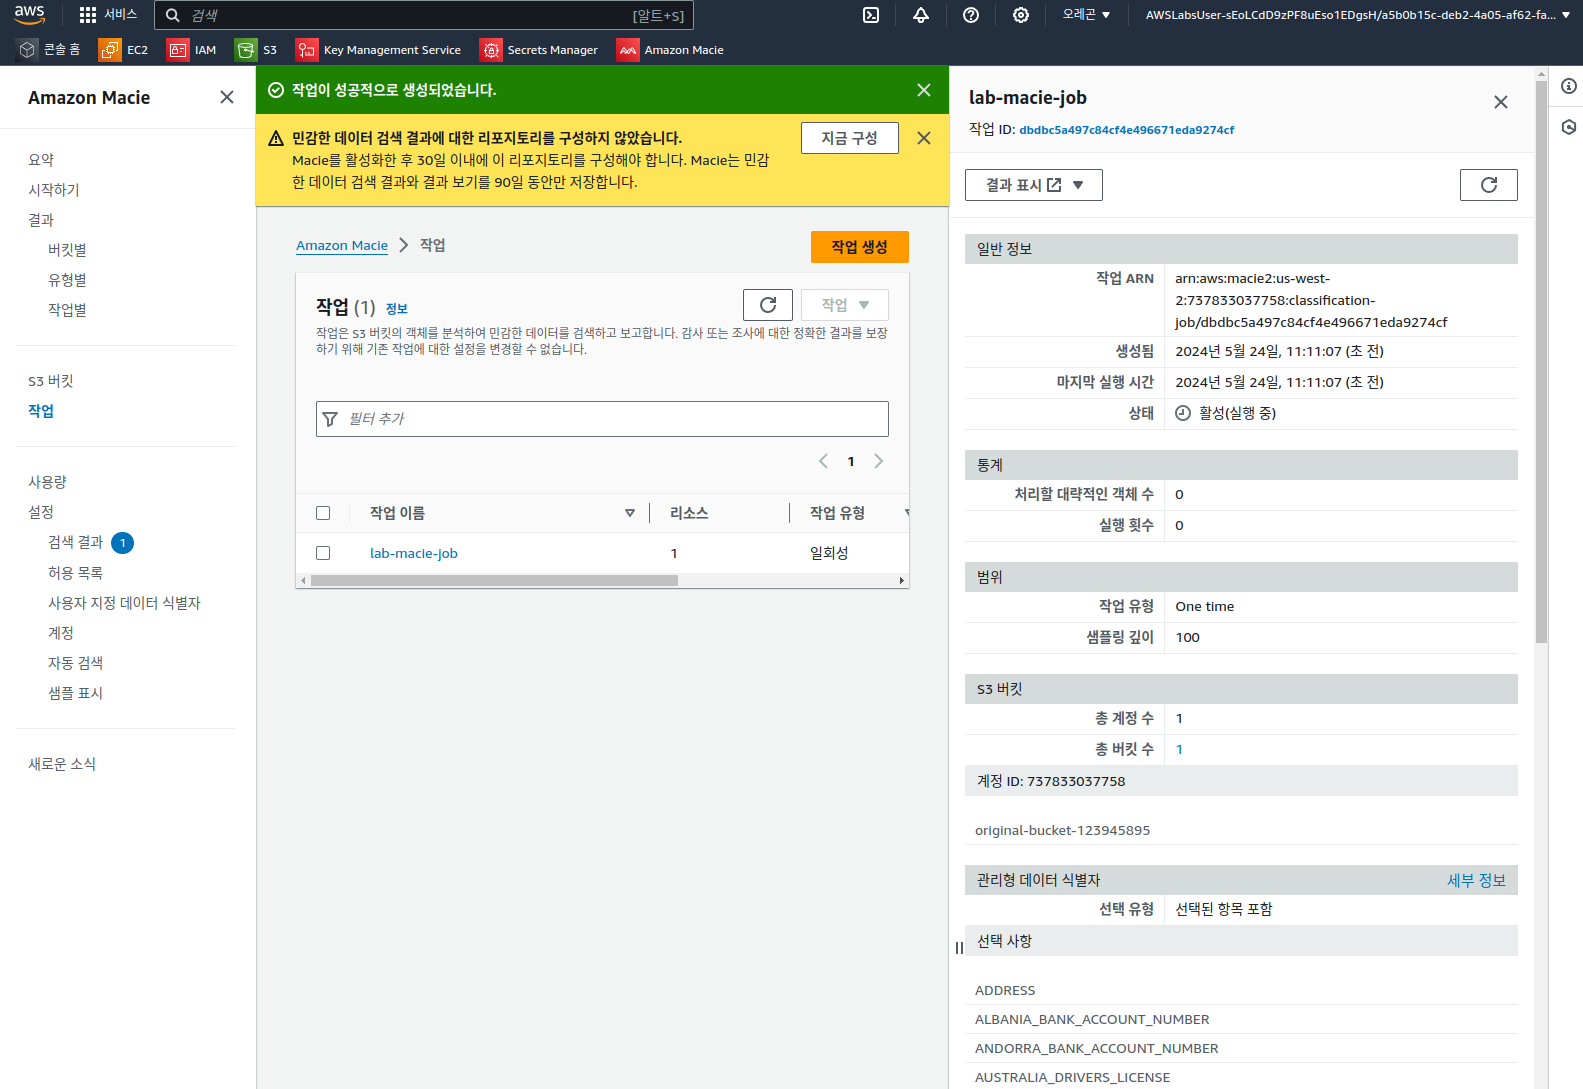 aws
서비스
검색
[알트+S]
오레곤
AWSLabsUser-sEoLCdD9zPF8uEso1EDgsH/a5b0b15c-deb2-4a05-af62-fa...
콘솔 홈
EC2
IAM
S3
Key Management Service
Secrets Manager
Amazon Macie
Amazon Macie
요약
시작하기
결과
버킷별
유형별
작업별
S3 버킷
작업
사용량
설정
검색 결과 1
허용 목록
사용자 지정 데이터 식별자
계정
자동 검색
샘플 표시
새로운 소식
작업이 성공적으로 생성되었습니다.
민감한 데이터 검색 결과에 대한 리포지토리를 구성하지 않았습니다.
Macie를 활성화한 후 30일 이내에 이 리포지토리를 구성해야 합니다. Macie는 민감
한 데이터 검색 결과와 결과 보기를 90일 동안만 저장합니다.
지금 구성
Amazon Macie
작업
작업 생성
작업 (1) 정보
작업
작업은 S3 버킷의 객체를 분석하여 민감한 데이터를 검색하고 보고합니다. 감사 또는 조사에 대한 정확한 결과를 보장
하기 위해 기존 작업에 대한 설정을 변경할 수 없습니다.
필터 추가
1
작업 이름 리소스 작업 유형
lab-macie-job 1 일회성
lab-macie-job
작업 ID: dbdbc5a497c84cf4e496671eda9274cf
결과 표시
일반 정보
작업 ARN arn:aws:macie2:us-west-
2:737833037758:classification-
job/dbdbc5a497c84cf4e496671eda9274cf
생성됨 2024년 5월 24일, 11:11:07 (초 전)
마지막 실행 시간 2024년 5월 24일, 11:11:07 (초 전)
상태 활성(실행 중)
통계
처리할 대략적인 객체 수 0
실행 횟수 0
범위
작업 유형 One time
샘플링 깊이 100
S3 버킷
총 계정 수 1
총 버킷 수 1
계정 ID: 737833037758
original-bucket-123945895
관리형 데이터 식별자 세부 정보
선택 유형 선택된 항목 포함
선택 사항
ADDRESS
ALBANIA_BANK_ACCOUNT_NUMBER
ANDORRA_BANK_ACCOUNT_NUMBER
AUSTRALIA_DRIVERS_LICENSE